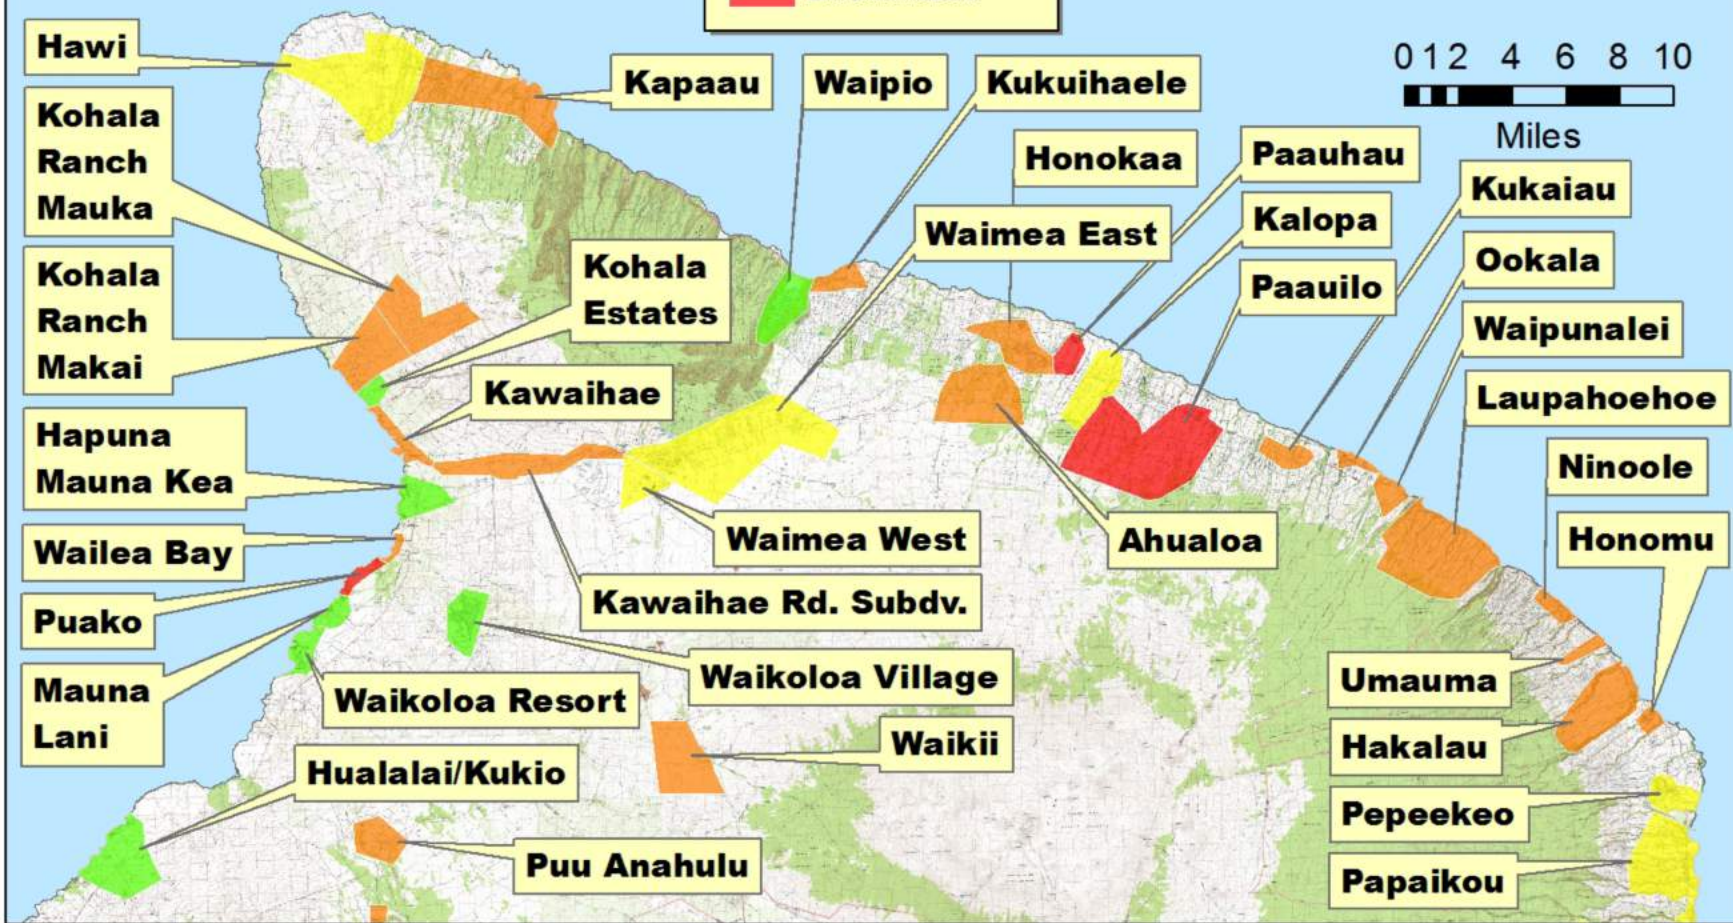 Hawi
Kohala
Ranch
Mauka
Kohala
Ranch
Makai
Hapuna
Mauna Kea
Wailea Bay
Puako
Mauna
Lani
Kapaau
Waipio
Kukuihaele
0 1 2 4 6 8 10
Miles
Honokaa
Paauhau
Kukaiau
Waimea East
Kalopa
Ookala
Kohala
Estates
Paauilo
Waipunalei
Kawaihae
Laupahoehoe
Ninoole
Waimea West
Ahualoa
Honomu
Kawaihae Rd. Subdv.
Waikoloa Village
Waikoloa Resort
Umauma
Waikii
Hakalau
Hualalai/Kukio
Pepeekeo
Puu Anahulu
Papaikou